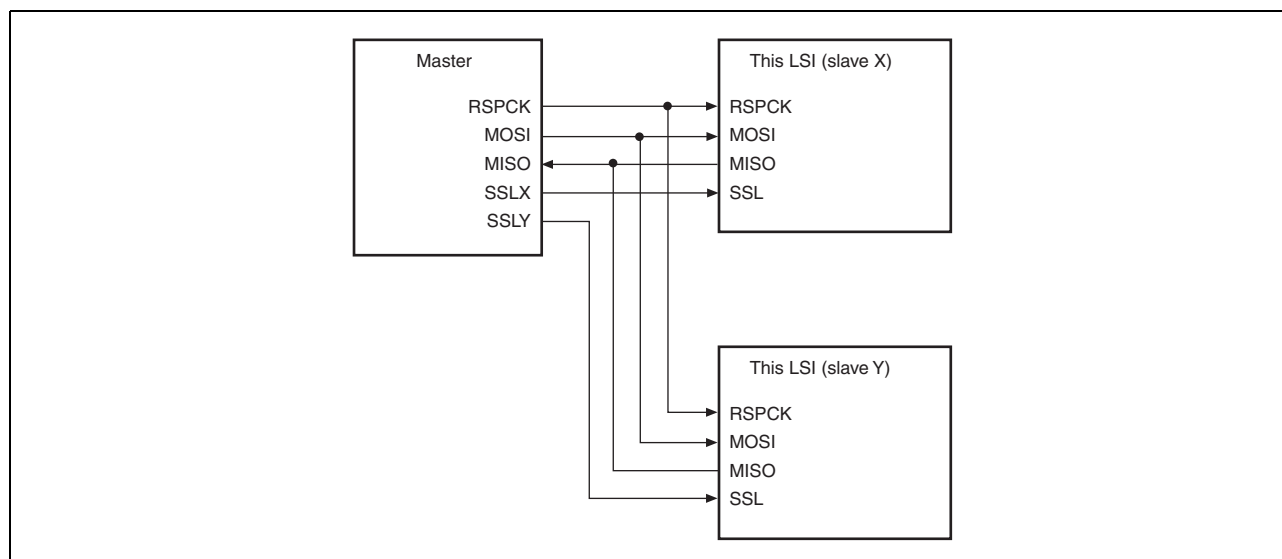 Master
RSPCK
MOSI
MISO
SSLX
SSLY
This LSI (slave X)
RSPCK
MOSI
MISO
SSL
This LSI (slave Y)
RSPCK
MOSI
MISO
SSL